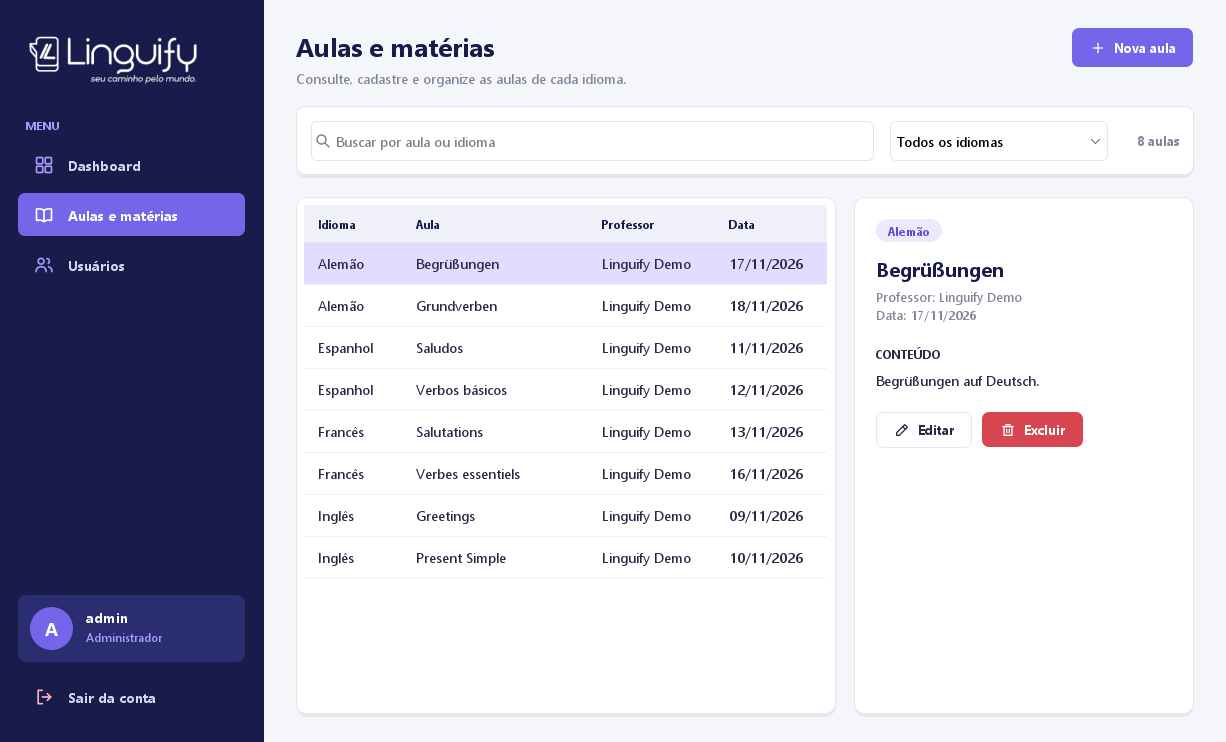 Linguify
seu caminho pelo mundo.
MENU
Dashboard
Aulas e matérias
Usuários
A
admin
Administrador
Sair da conta
Aulas e matérias
Consulte, cadastre e organize as aulas de cada idioma.
Nova aula
Buscar por aula ou idioma
Todos os idiomas
8 aulas
Idioma Aula Professor Data
Alemão Begrüßungen Linguify Demo 17/11/2026
Alemão Grundverben Linguify Demo 18/11/2026
Espanhol Saludos Linguify Demo 11/11/2026
Espanhol Verbos básicos Linguify Demo 12/11/2026
Francês Salutations Linguify Demo 13/11/2026
Francês Verbes essentiels Linguify Demo 16/11/2026
Inglês Greetings Linguify Demo 09/11/2026
Inglês Present Simple Linguify Demo 10/11/2026
Alemão
Begrüßungen
Professor: Linguify Demo
Data: 17/11/2026
CONTEÚDO
Begrüßungen auf Deutsch.
Editar
Excluir